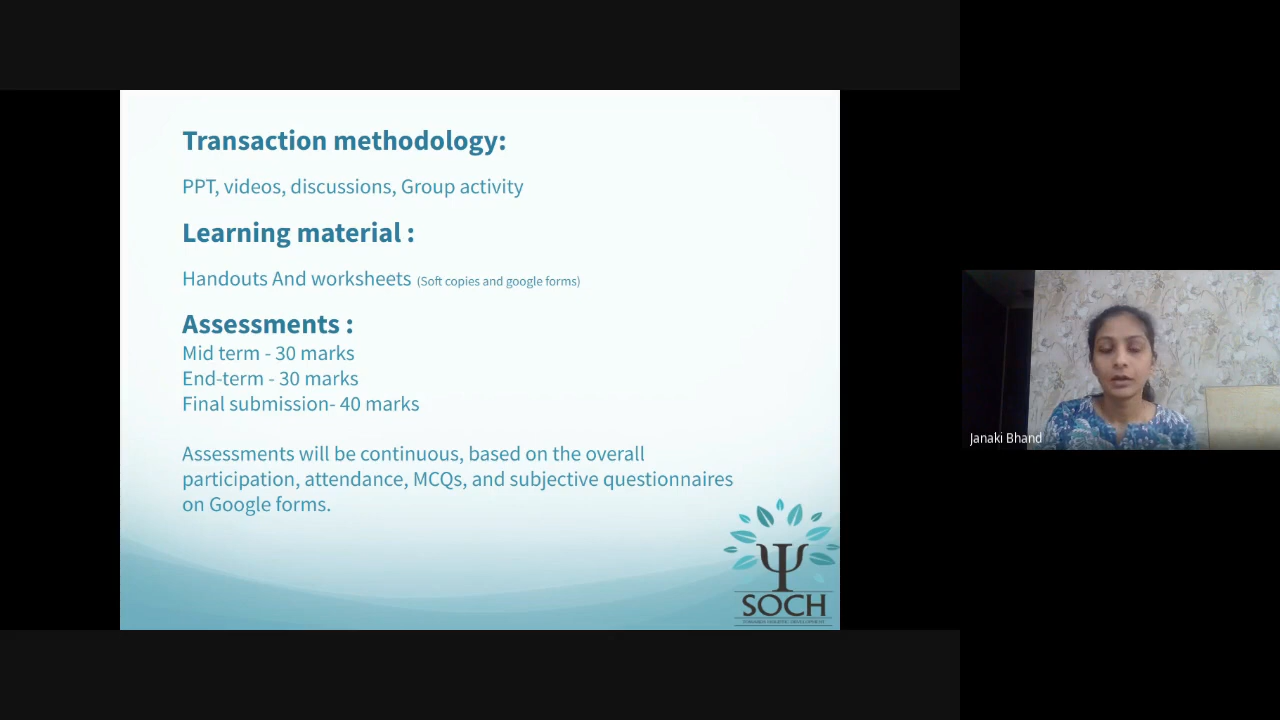 Transaction methodology:
PPT, videos, discussions, Group activity
Learning material :
Handouts And worksheets (Soft copies and google forms)
Assessments :
Mid term - 30 marks
End-term - 30 marks
Final submission- 40 marks
Assessments will be continuous, based on the overall
participation, attendance, MCQs, and subjective questionnaires
on Google forms.
Ψ
SOCH
Janaki Bhand